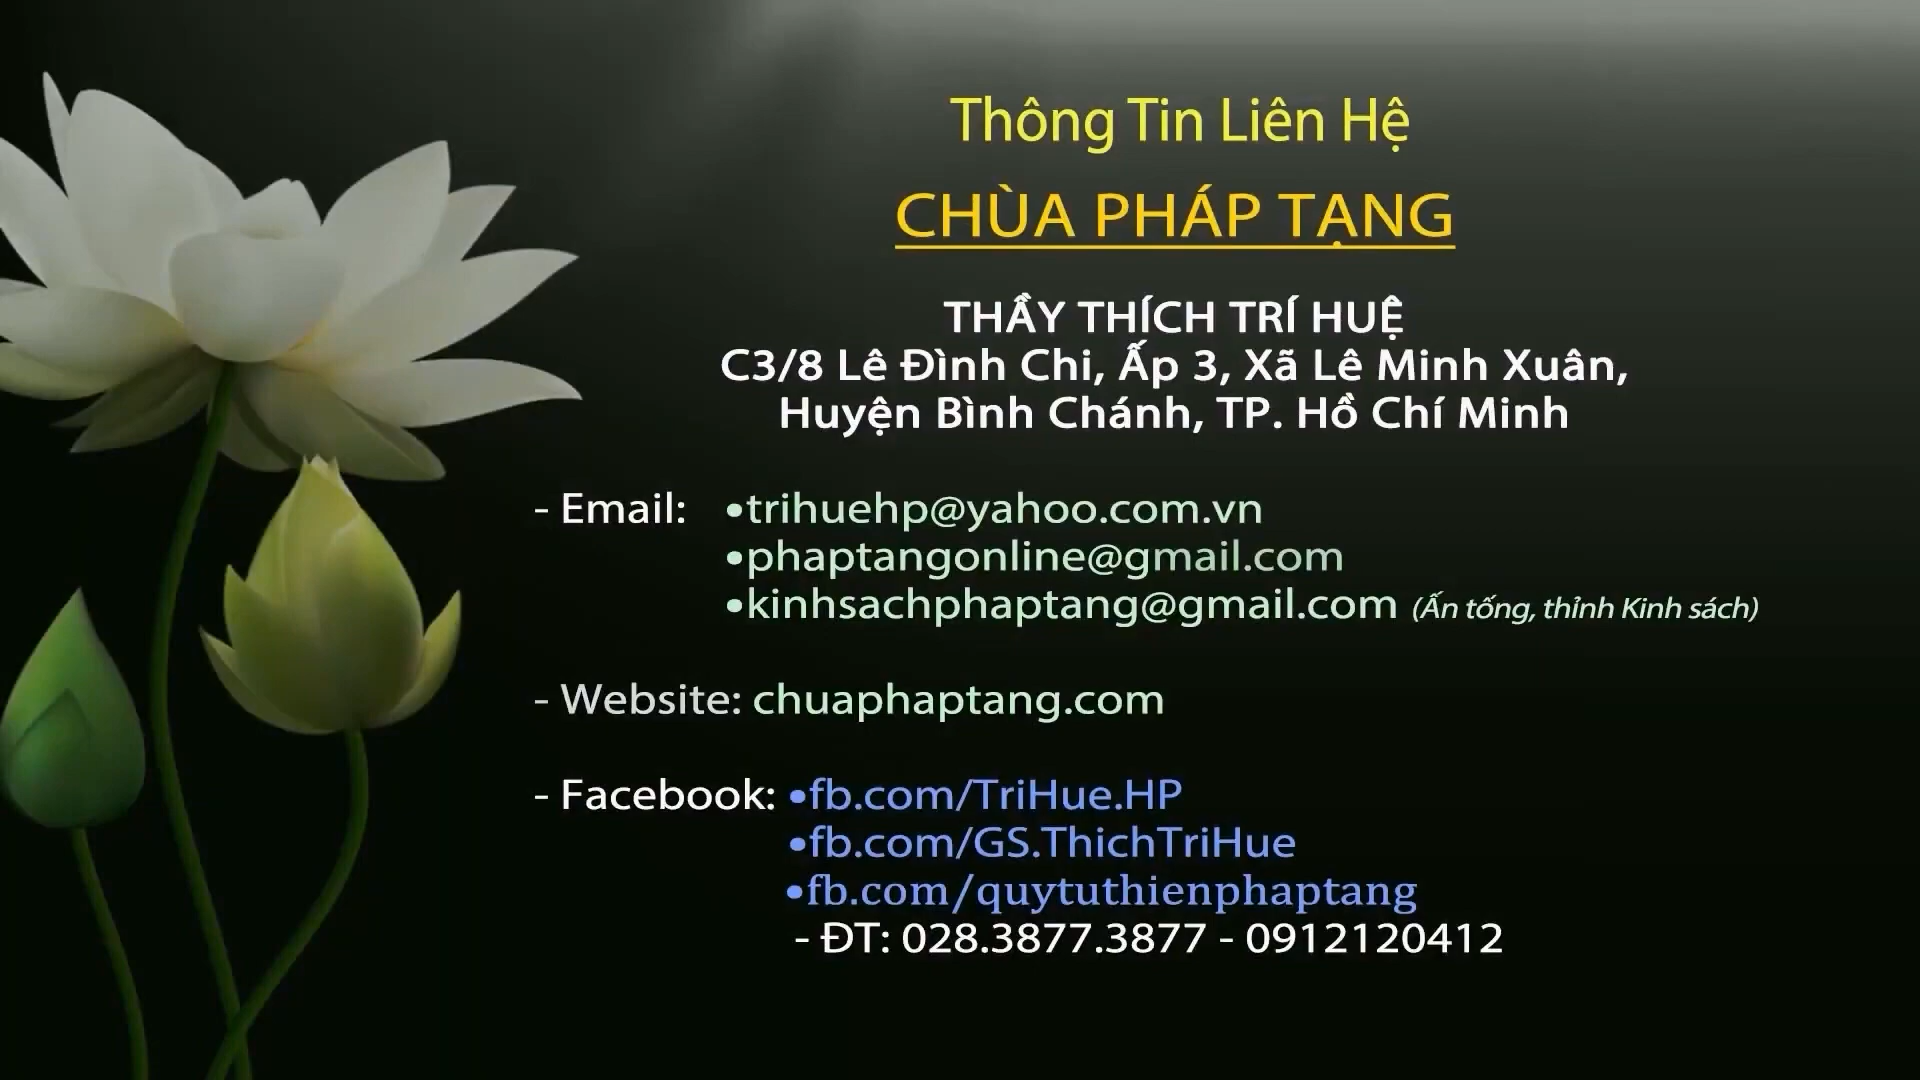 Thông Tin Liên Hệ
CHÙA PHÁP TẠNG
THẦY THÍCH TRÍ HUỆ
C3/8 Lê Đình Chi, Ấp 3, Xã Lê Minh Xuân,
Huyện Bình Chánh, TP. Hồ Chí Minh
- Email: •trihuehp@yahoo.com.vn
•phaptangonline@gmail.com
•kinhsachphaptang@gmail.com (Ấn tống, thỉnh Kinh sách)
- Website: chuaphaptang.com
- Facebook: •fb.com/TriHue.HP
•fb.com/GS.ThichTriHue
•fb.com/quytuthienphaptang
- ĐT: 028.3877.3877 - 0912120412